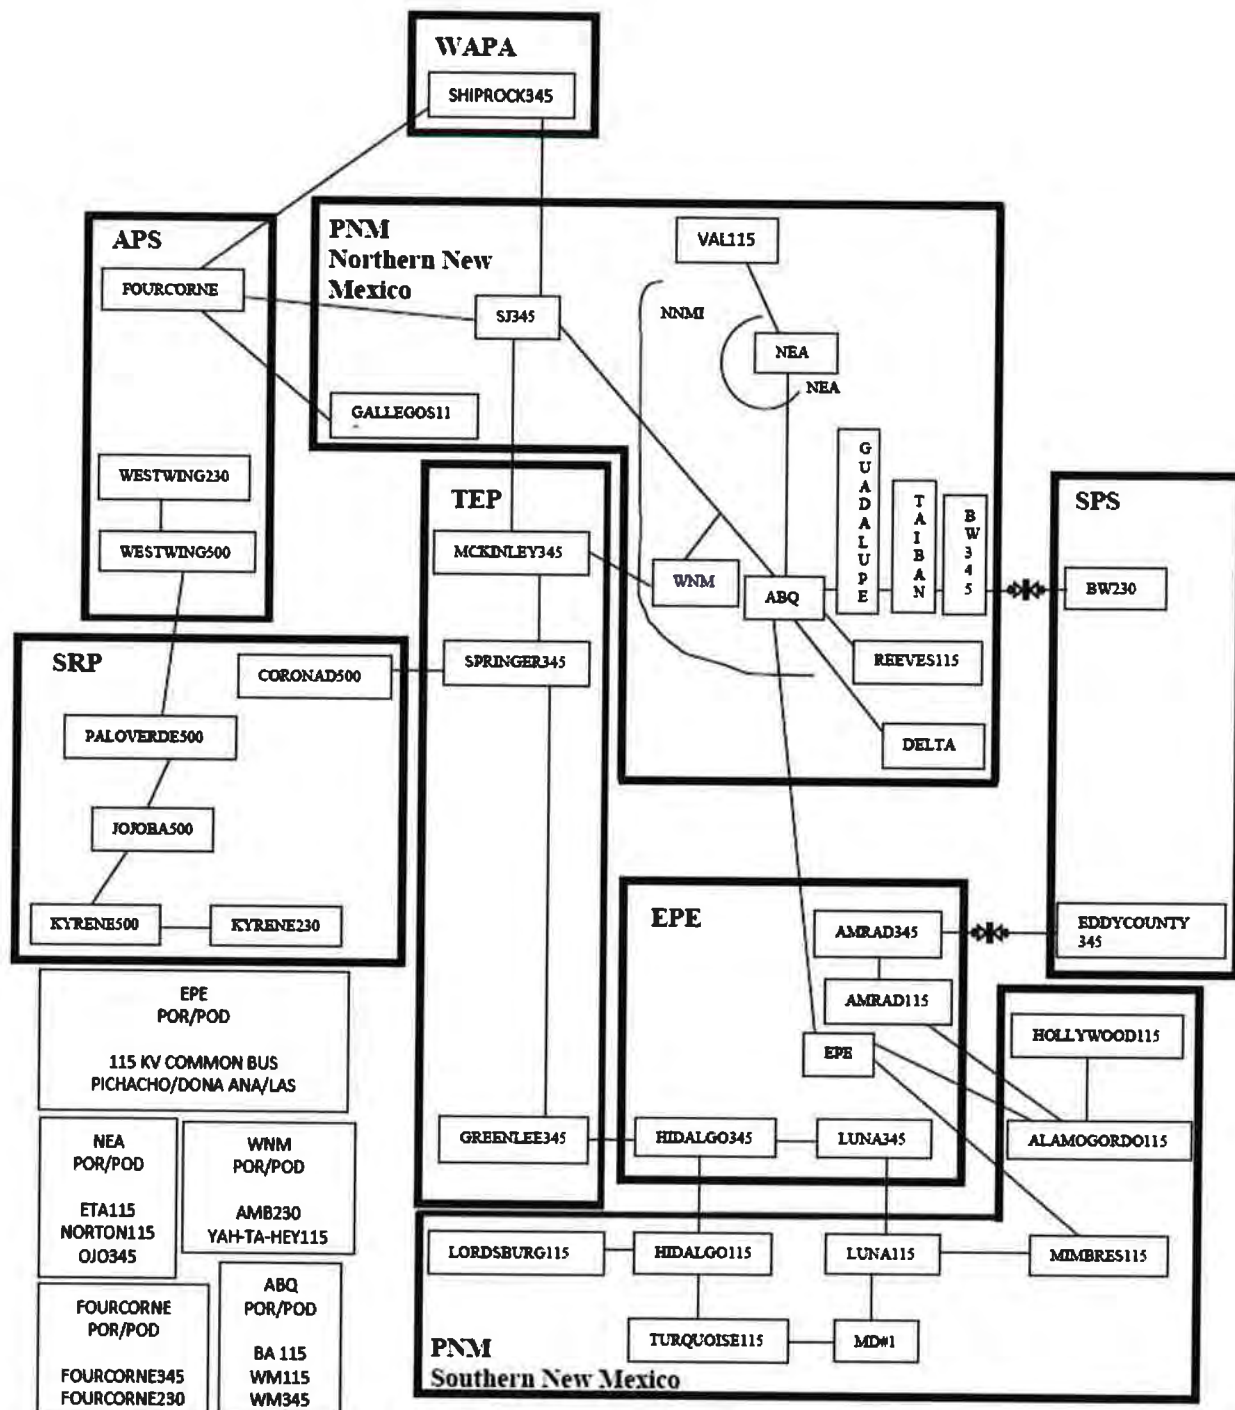 WAPA
SHIPROCK345
APS
FOURCORNE
WESTWING230
WESTWING500
PNM
Northern New
Mexico
SJ345
GALLEGOS11
VAL115
NNMI
NEA
NEA
WNM
ABQ
GUADALUPE
TAIBAN
BW345
REEVES115
DELTA
TEP
MCKINLEY345
SPRINGER345
GREENLEE345
SPS
BW230
EDDYCOUNTY
345
SRP
CORONAD500
PALOVERDE500
JOJOBA500
KYRENE500
KYRENE230
EPE
AMRAD345
AMRAD115
EPE
HIDALGO345
LUNA345
HOLLYWOOD115
ALAMOGORDO115
LORDSBURG115
HIDALGO115
LUNA115
MIMBRES115
TURQUOISE115
MD#1
PNM
Southern New Mexico
EPE
POR/POD
115 KV COMMON BUS
PICHACHO/DONA ANA/LAS
NEA
POR/POD
ETA115
NORTON115
OJO345
WNM
POR/POD
AMB230
YAH-TA-HEY115
FOURCORNE
POR/POD
FOURCORNE345
FOURCORNE230
ABQ
POR/POD
BA 115
WM115
WM345